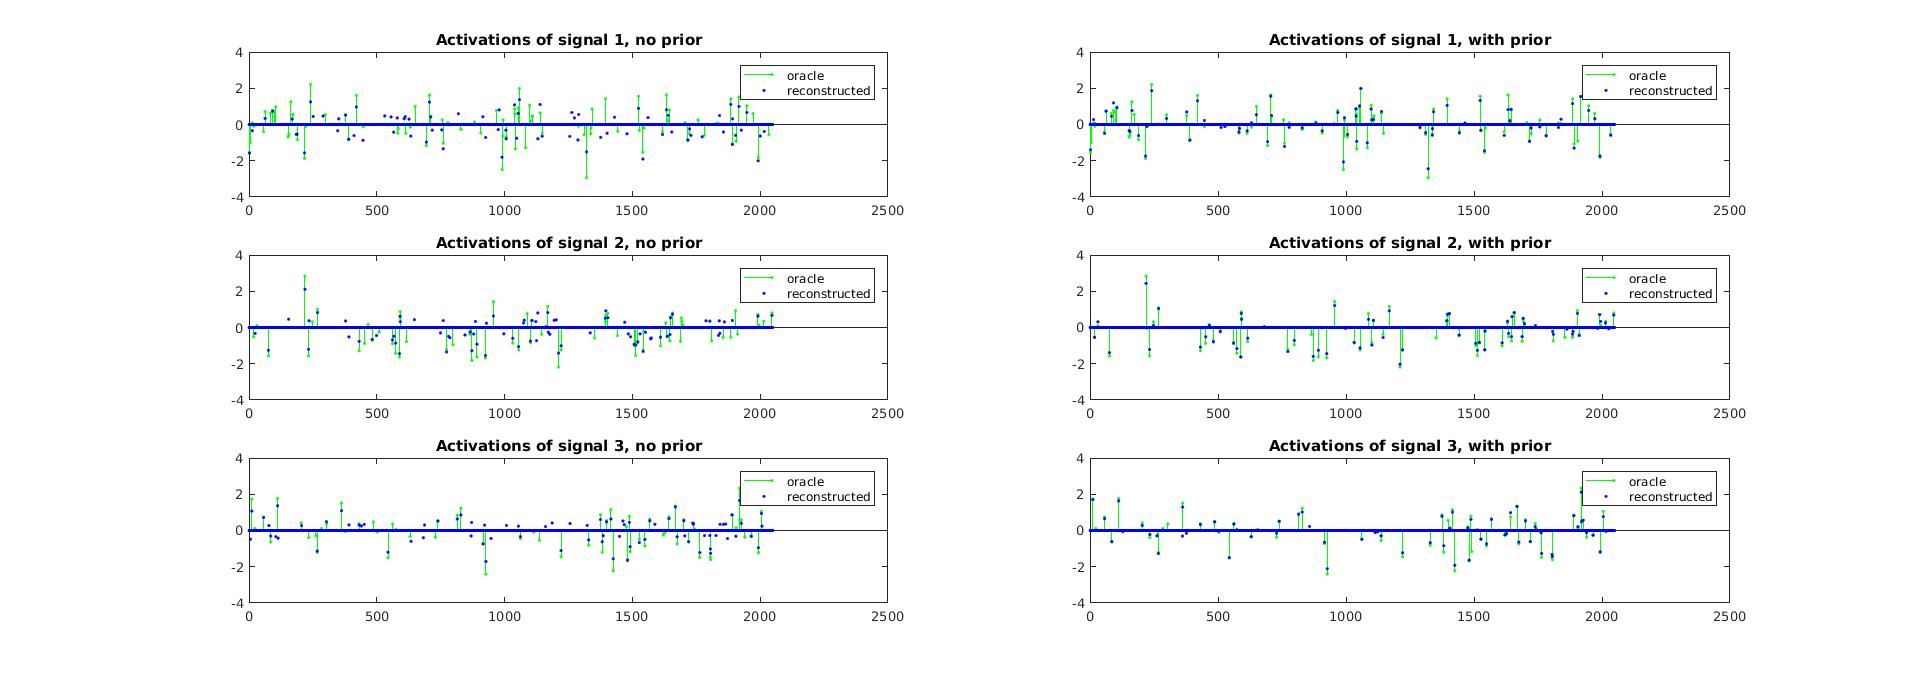 Activations of signal 1, no prior
4
2
0
-2
-4
0 500 1000 1500 2000 2500
oracle
reconstructed
Activations of signal 1, with prior
4
2
0
-2
-4
0 500 1000 1500 2000 2500
oracle
reconstructed
Activations of signal 2, no prior
4
2
0
-2
-4
0 500 1000 1500 2000 2500
oracle
reconstructed
Activations of signal 2, with prior
4
2
0
-2
-4
0 500 1000 1500 2000 2500
oracle
reconstructed
Activations of signal 3, no prior
4
2
0
-2
-4
0 500 1000 1500 2000 2500
oracle
reconstructed
Activations of signal 3, with prior
4
2
0
-2
-4
0 500 1000 1500 2000 2500
oracle
reconstructed